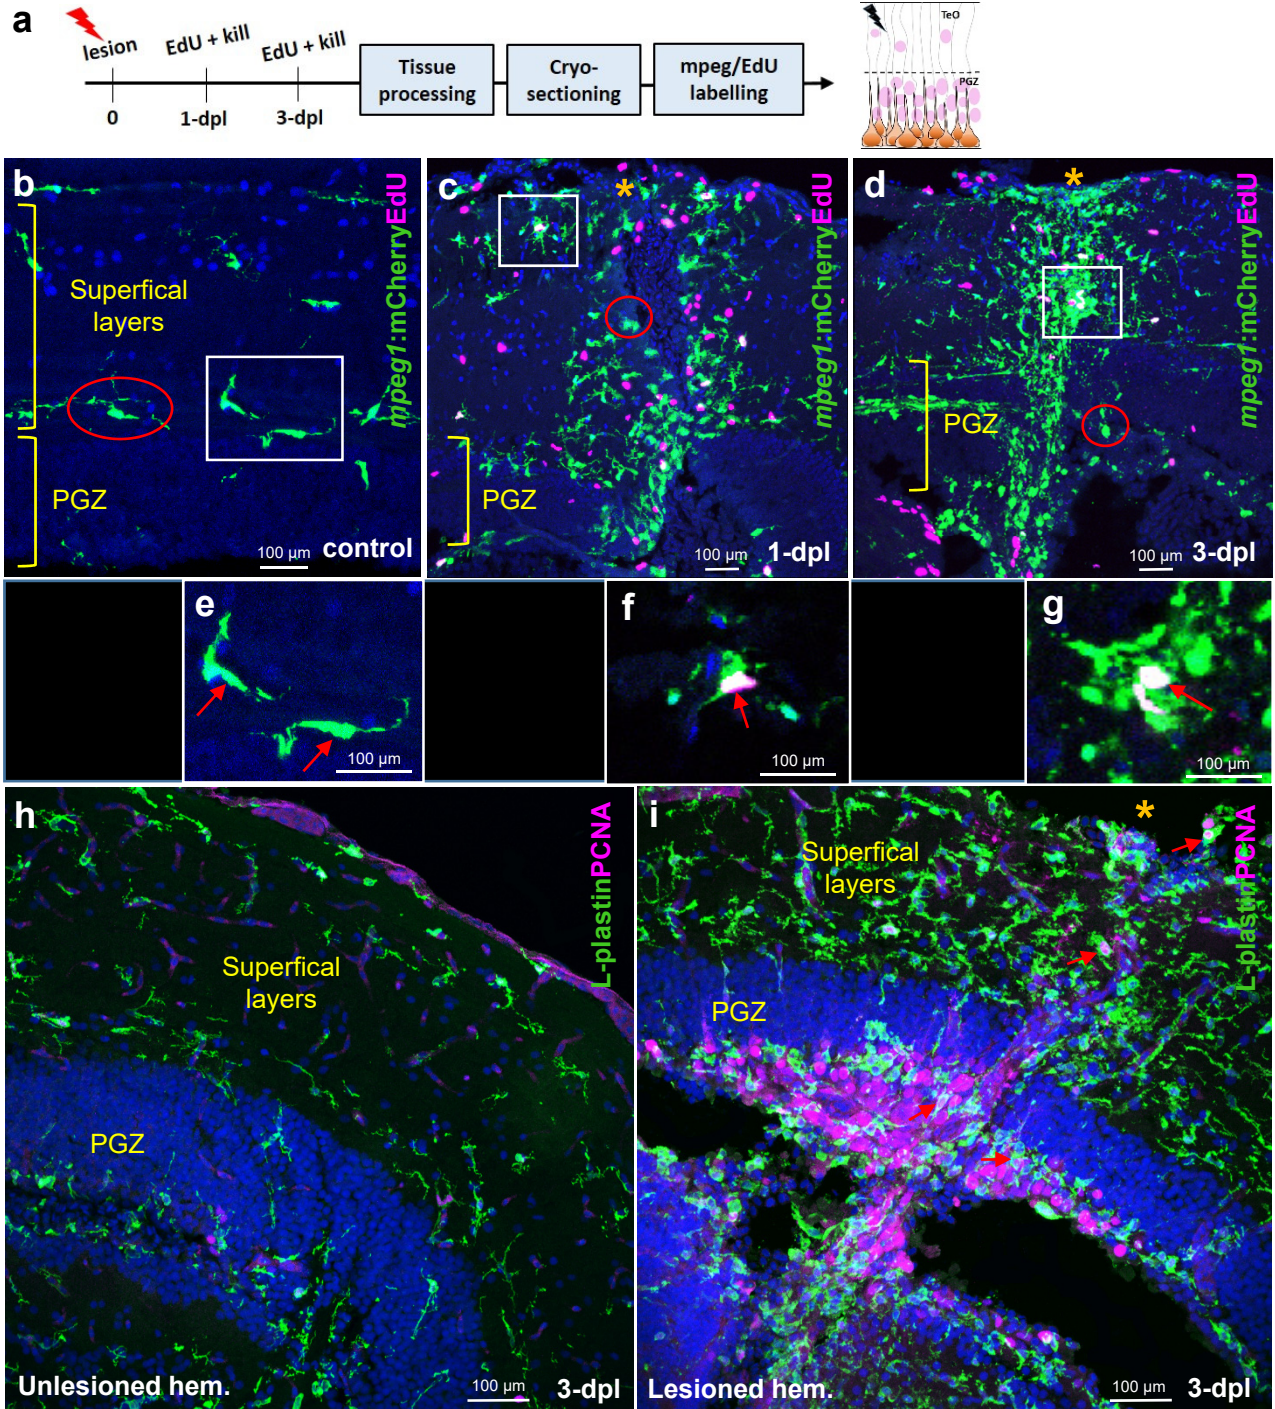 a
lesion
EdU + kill
EdU + kill
0
1-dpl
3-dpl
Tissue
processing
Cryo-
sectioning
mpeg/EdU
labelling
TeO
PGZ
b
Superfical
layers
PGZ
100 µm
control
mpeg1:mCherryEdU
c
*
PGZ
100 µm
1-dpl
mpeg1:mCherryEdU
d
*
PGZ
100 µm
3-dpl
mpeg1:mCherryEdU
e
100 µm
f
100 µm
g
100 µm
h
Superfical
layers
PGZ
L-plastinPCNA
Unlesioned hem.
100 µm
3-dpl
i
*
Superfical
layers
PGZ
L-plastinPCNA
Lesioned hem.
100 µm
3-dpl